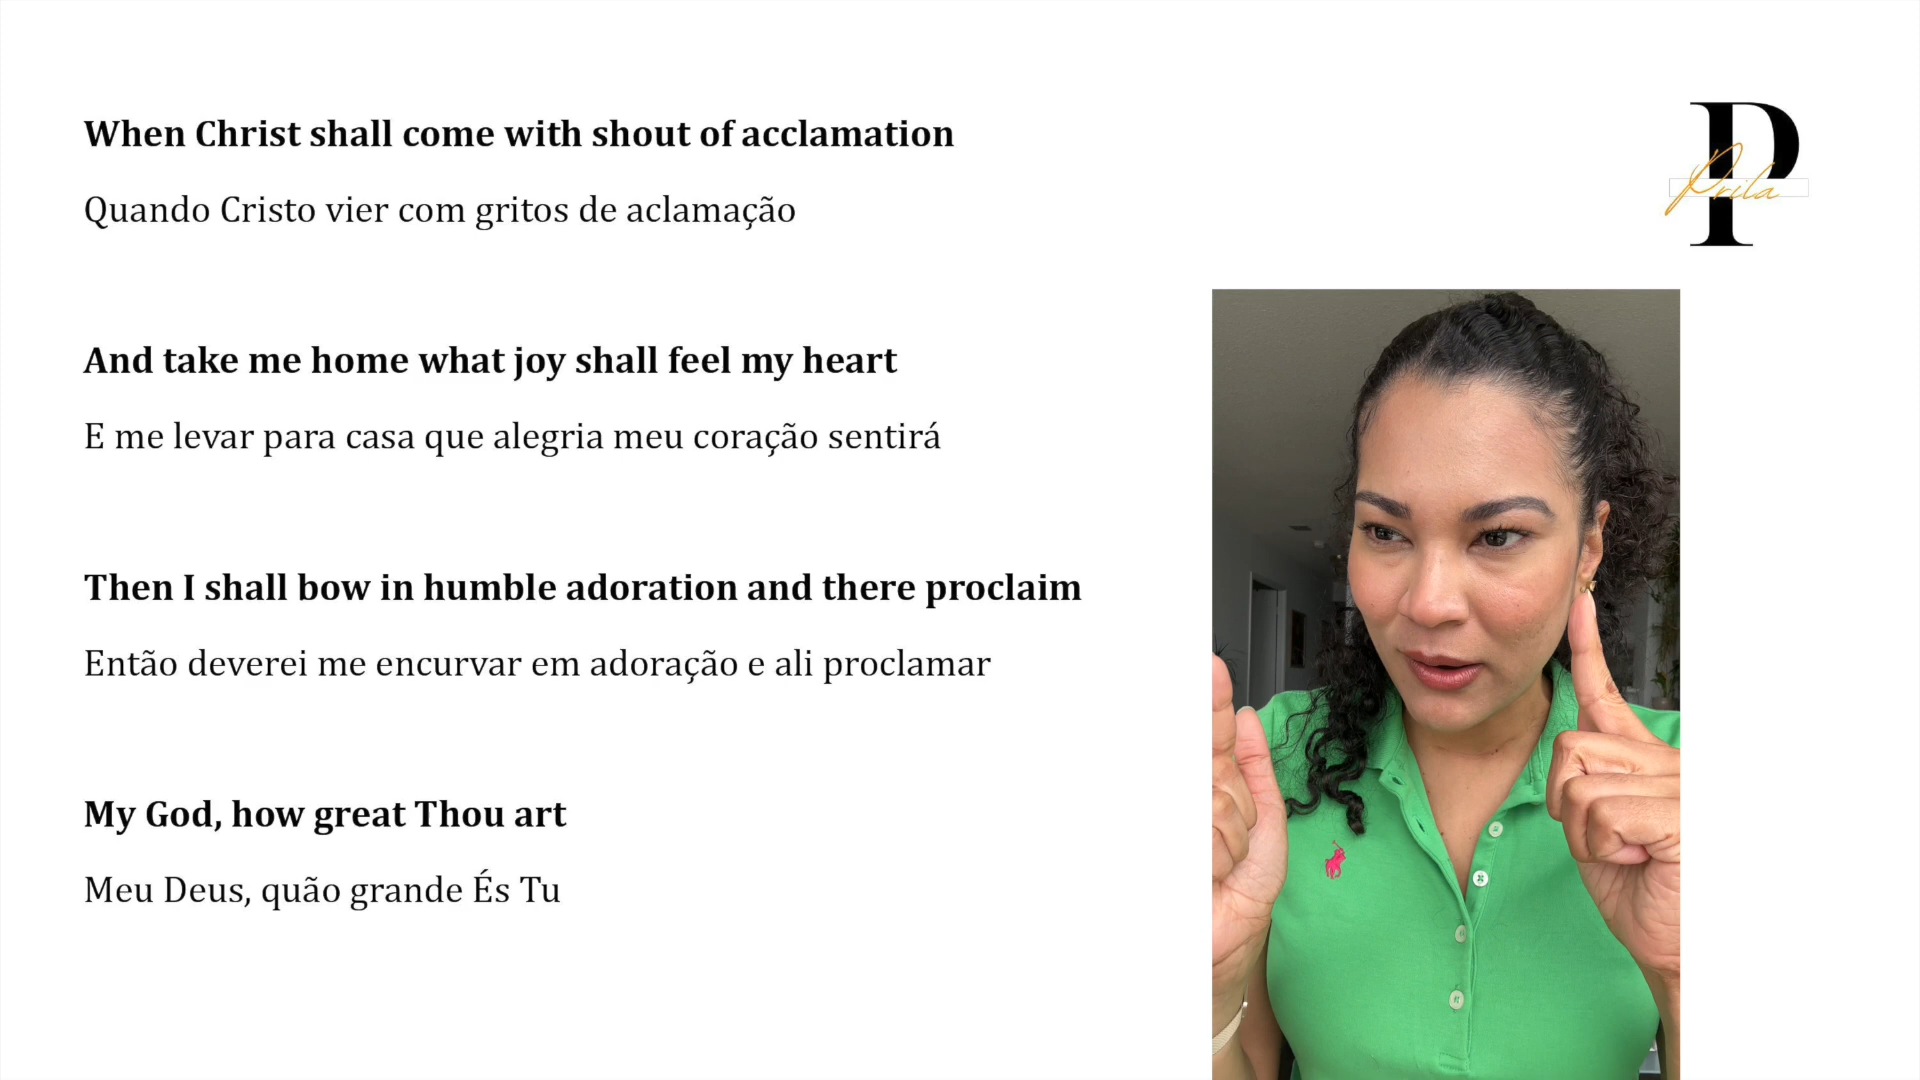 When Christ shall come with shout of acclamation
Quando Cristo vier com gritos de aclamação
And take me home what joy shall feel my heart
E me levar para casa que alegria meu coração sentirá
Then I shall bow in humble adoration and there proclaim
Então deverei me encurvar em adoração e ali proclamar
My God, how great Thou art
Meu Deus, quão grande És Tu
P
Prila